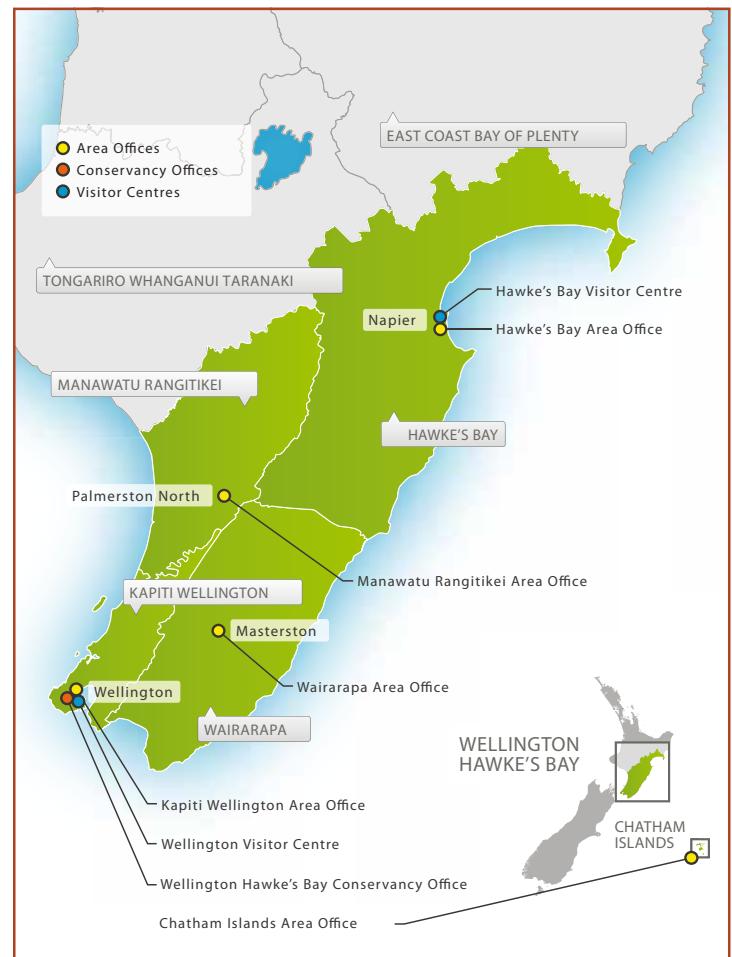 EAST COAST BAY OF PLENTY
Area Offices
Conservancy Offices
Visitor Centres
TONGARIRO WHANGANUI TARANAKI
Hawke's Bay Visitor Centre
Napier
Hawke's Bay Area Office
MANAWATU RANGITIKEI
HAWKE'S BAY
Palmerston North
Manawatu Rangitikei Area Office
KAPITI WELLINGTON
Masterston
Wairarapa Area Office
Wellington
WAIRARAPA
WELLINGTON
HAWKE'S BAY
Kapiti Wellington Area Office
CHATHAM
ISLANDS
Wellington Visitor Centre
Wellington Hawke's Bay Conservancy Office
Chatham Islands Area Office